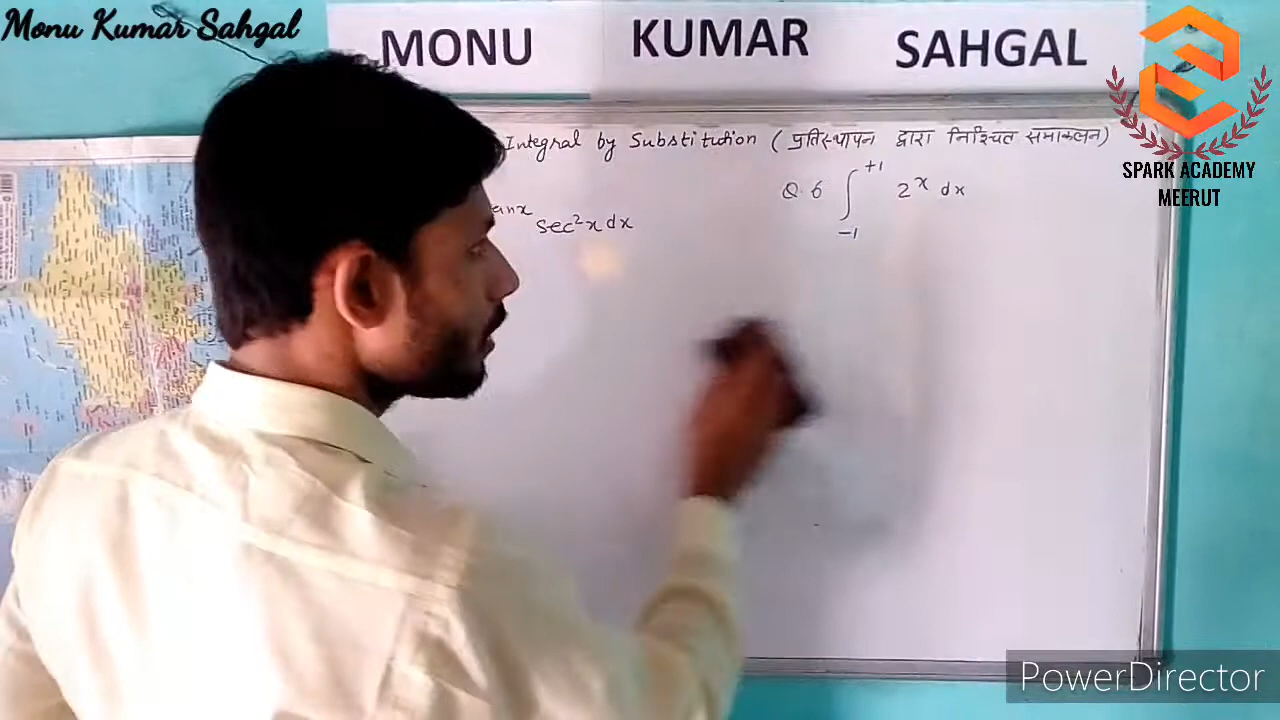 Monu Kumar Sahgal
MONU KUMAR SAHGAL
SPARK ACADEMY
MEERUT
Integral by Substitution ( प्रतिस्थापन द्वारा निश्चित समाकलन)
anx sec²x dx
Q. 6 ∫₋₁⁺¹ 2ˣ dx
PowerDirector